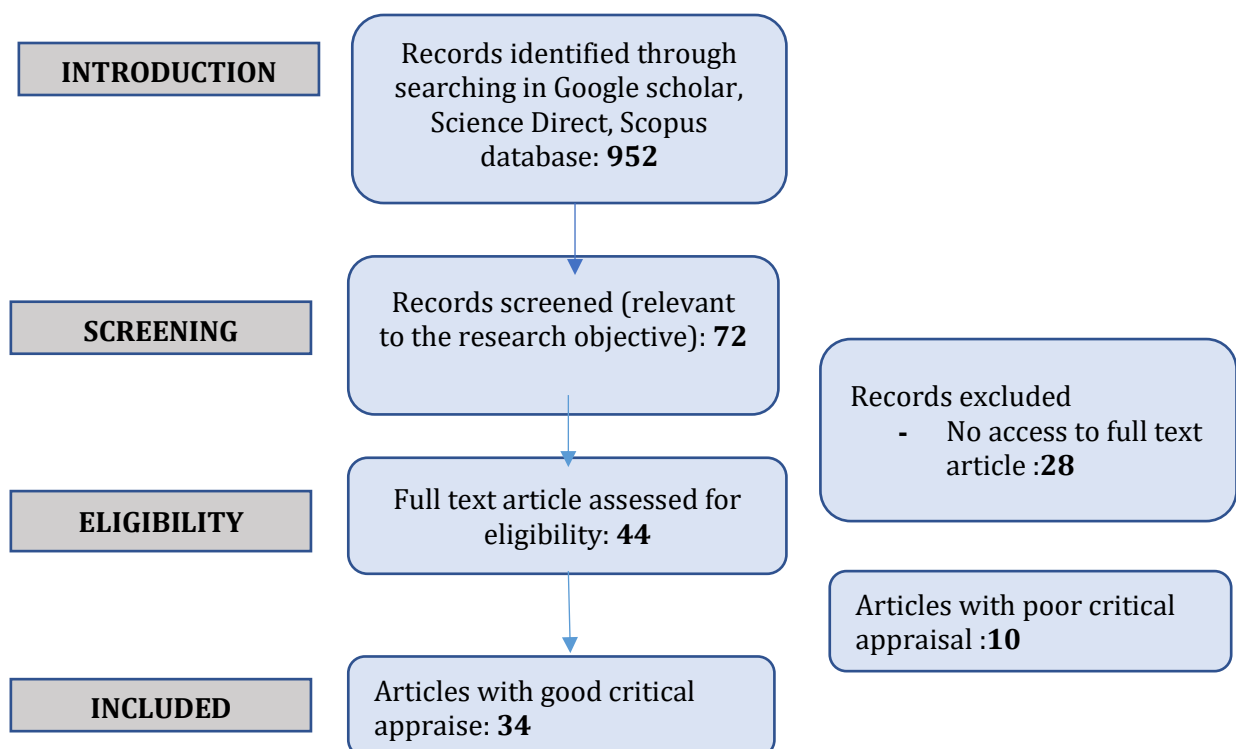 INTRODUCTION
Records identified through
searching in Google scholar,
Science Direct, Scopus
database: 952
SCREENING
Records screened (relevant
to the research objective): 72
Records excluded
- No access to full text
article :28
ELIGIBILITY
Full text article assessed for
eligibility: 44
Articles with poor critical
appraisal :10
INCLUDED
Articles with good critical
appraise: 34